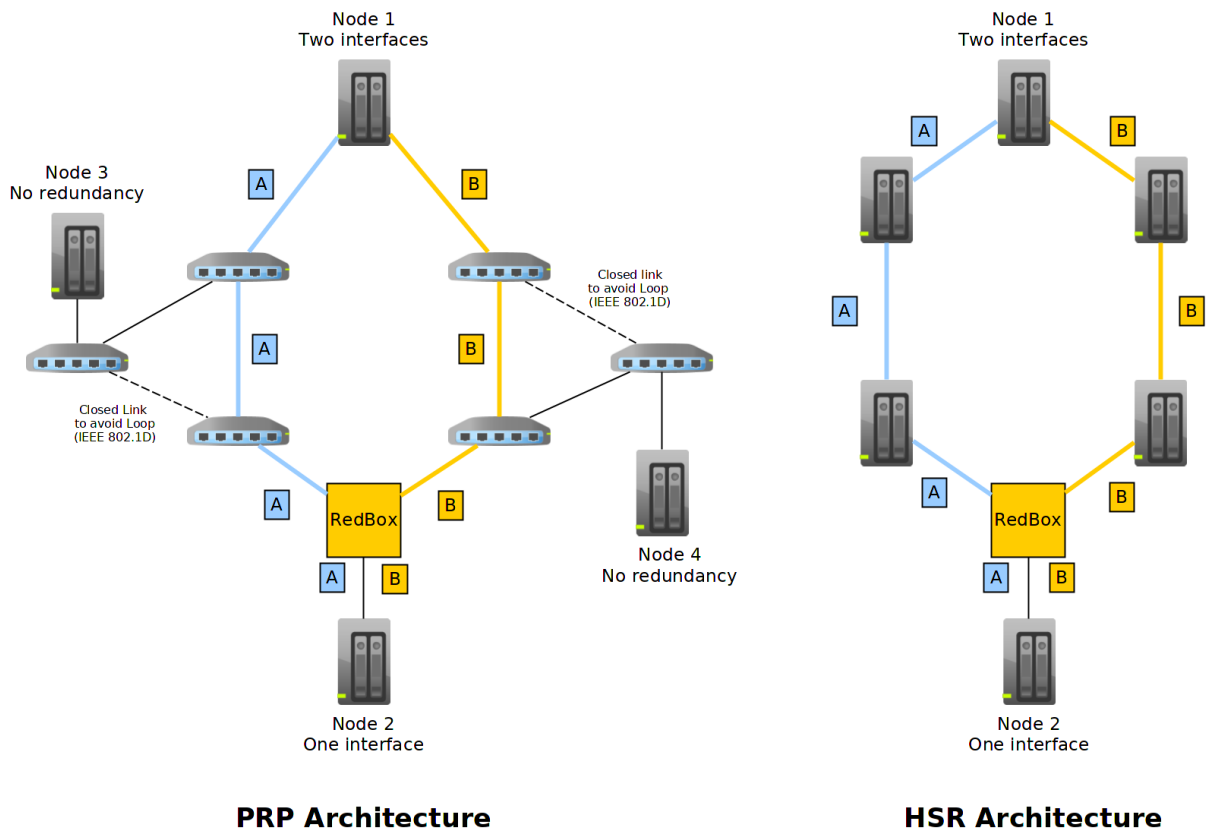 Node 1
Two interfaces
A
B
Node 3
No redundancy
Closed link
to avoid Loop
(IEEE 802.1D)
A
B
Closed Link
to avoid Loop
(IEEE 802.1D)
A
B
RedBox
A
B
Node 4
No redundancy
Node 2
One interface
PRP Architecture
Node 1
Two interfaces
A
B
A
B
A
B
RedBox
A
B
Node 2
One interface
HSR Architecture